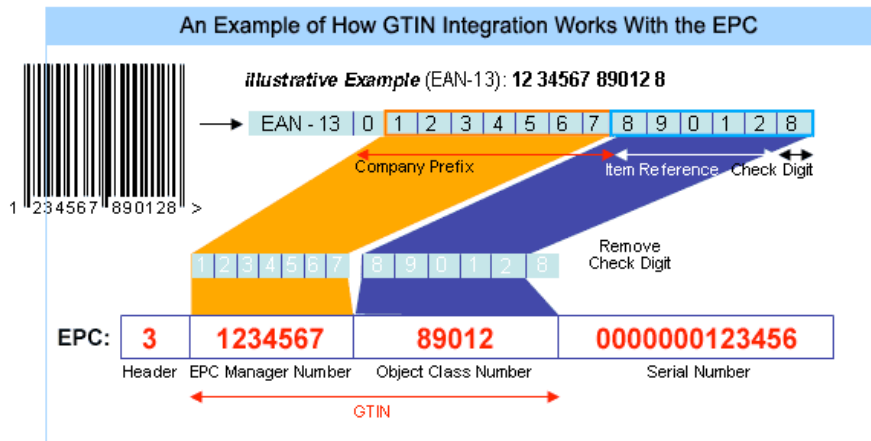 An Example of How GTIN Integration Works With the EPC
illustrative Example (EAN-13): 12 34567 89012 8
EAN - 13 0 1 2 3 4 5 6 7 8 9 0 1 2 8
Company Prefix Item Reference Check Digit
1 234567 890128 >
Remove
Check Digit
1 2 3 4 5 6 7 8 9 0 1 2 8
EPC: 3 1234567 89012 0000000123456
Header EPC Manager Number Object Class Number Serial Number
GTIN